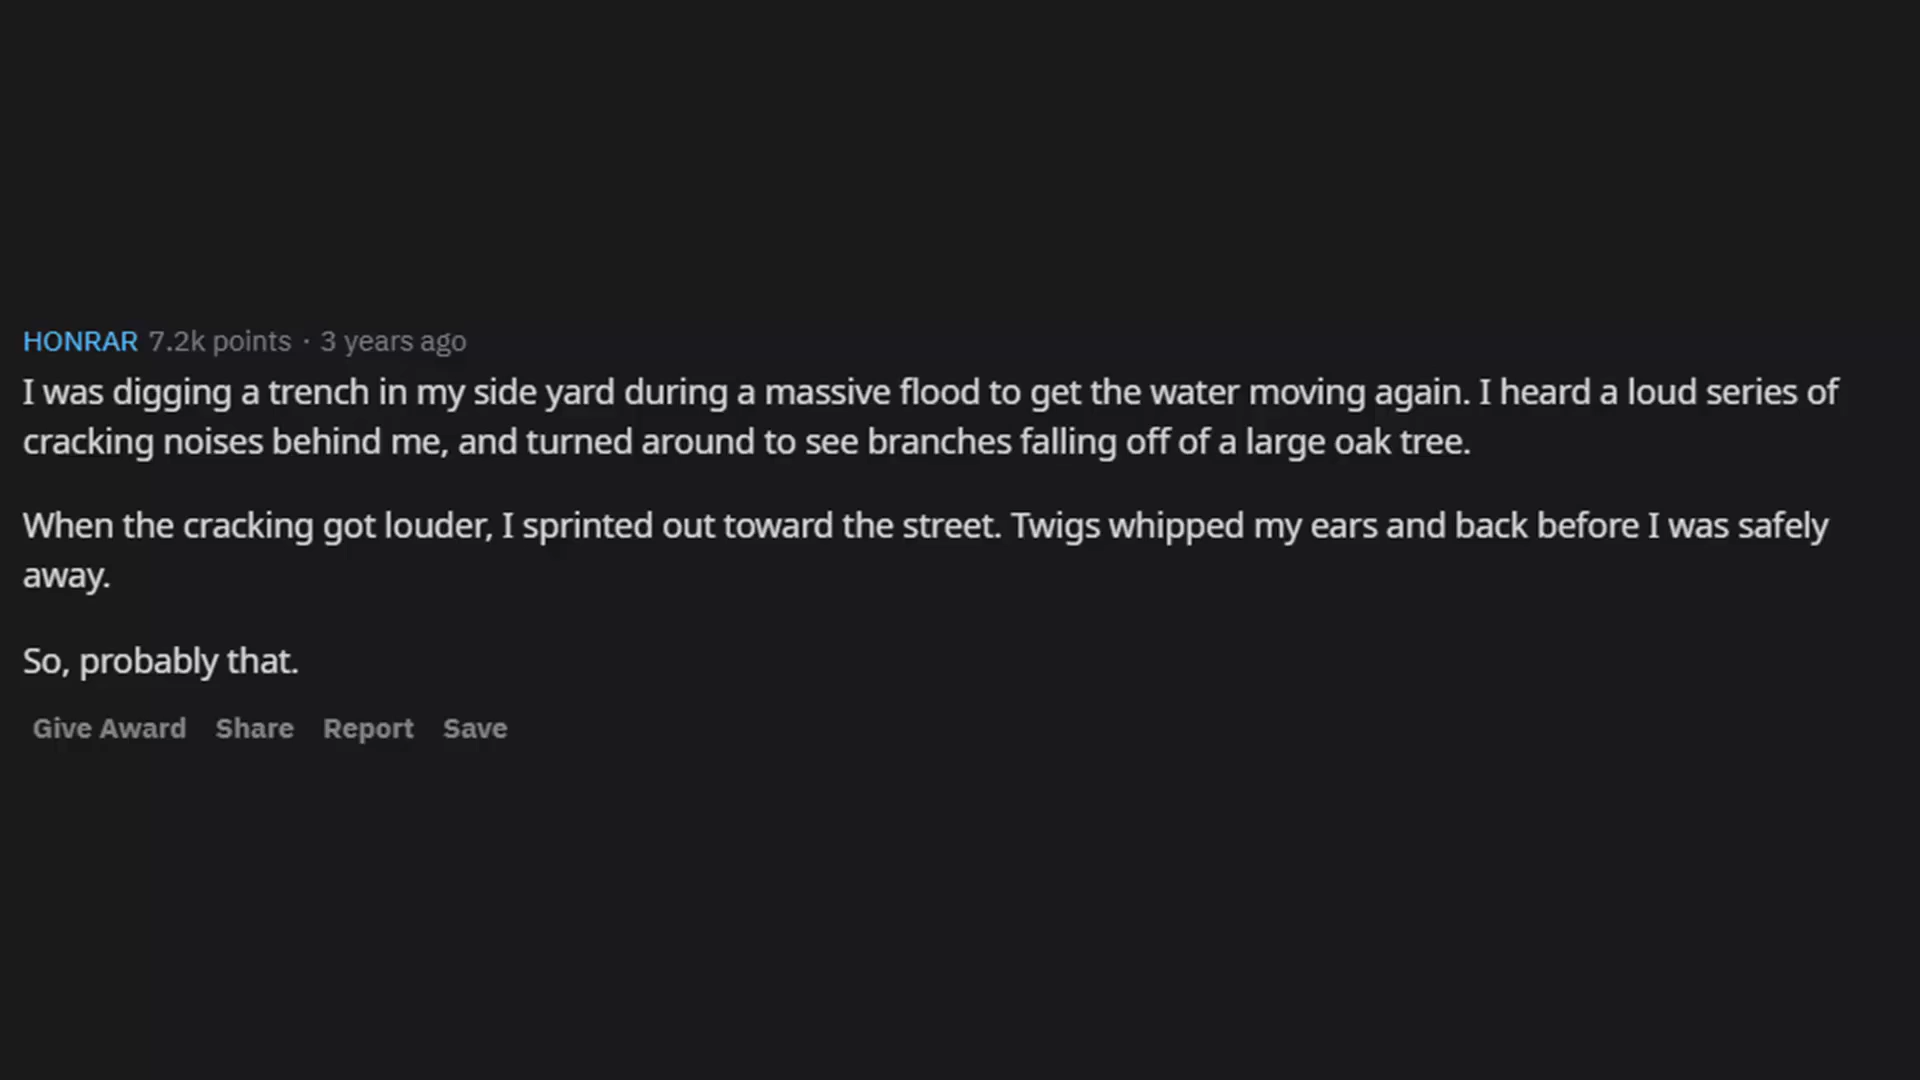 HONRAR 7.2k points · 3 years ago
I was digging a trench in my side yard during a massive flood to get the water moving again. I heard a loud series of
cracking noises behind me, and turned around to see branches falling off of a large oak tree.
When the cracking got louder, I sprinted out toward the street. Twigs whipped my ears and back before I was safely
away.
So, probably that.
Give Award Share Report Save